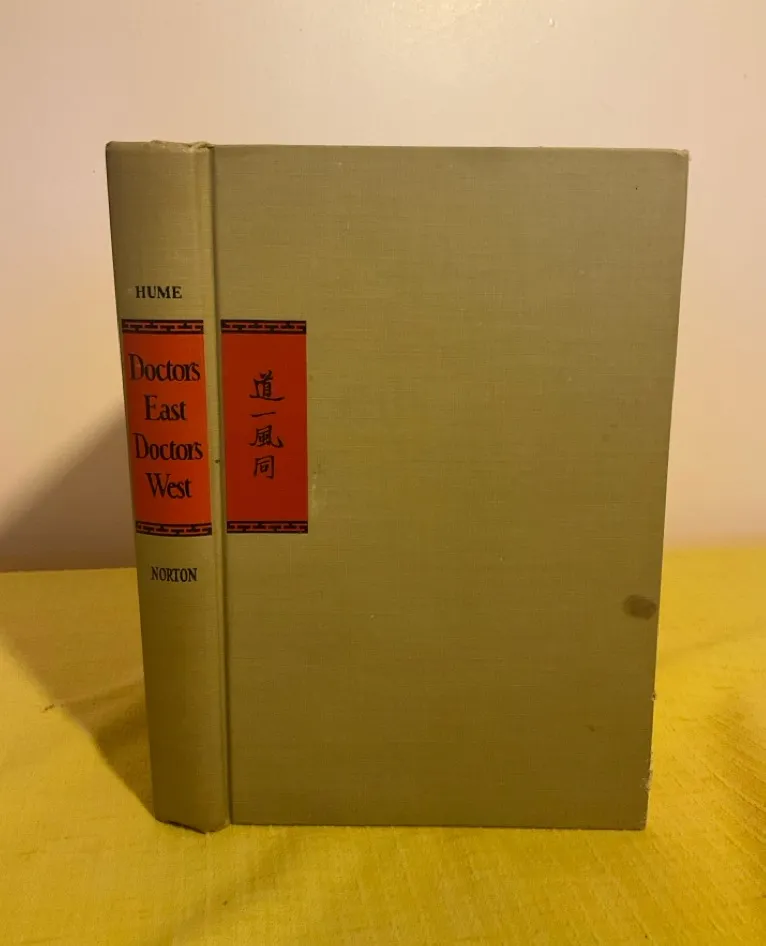 HUME
Doctors
East
Doctors
West
NORTON
道一風同